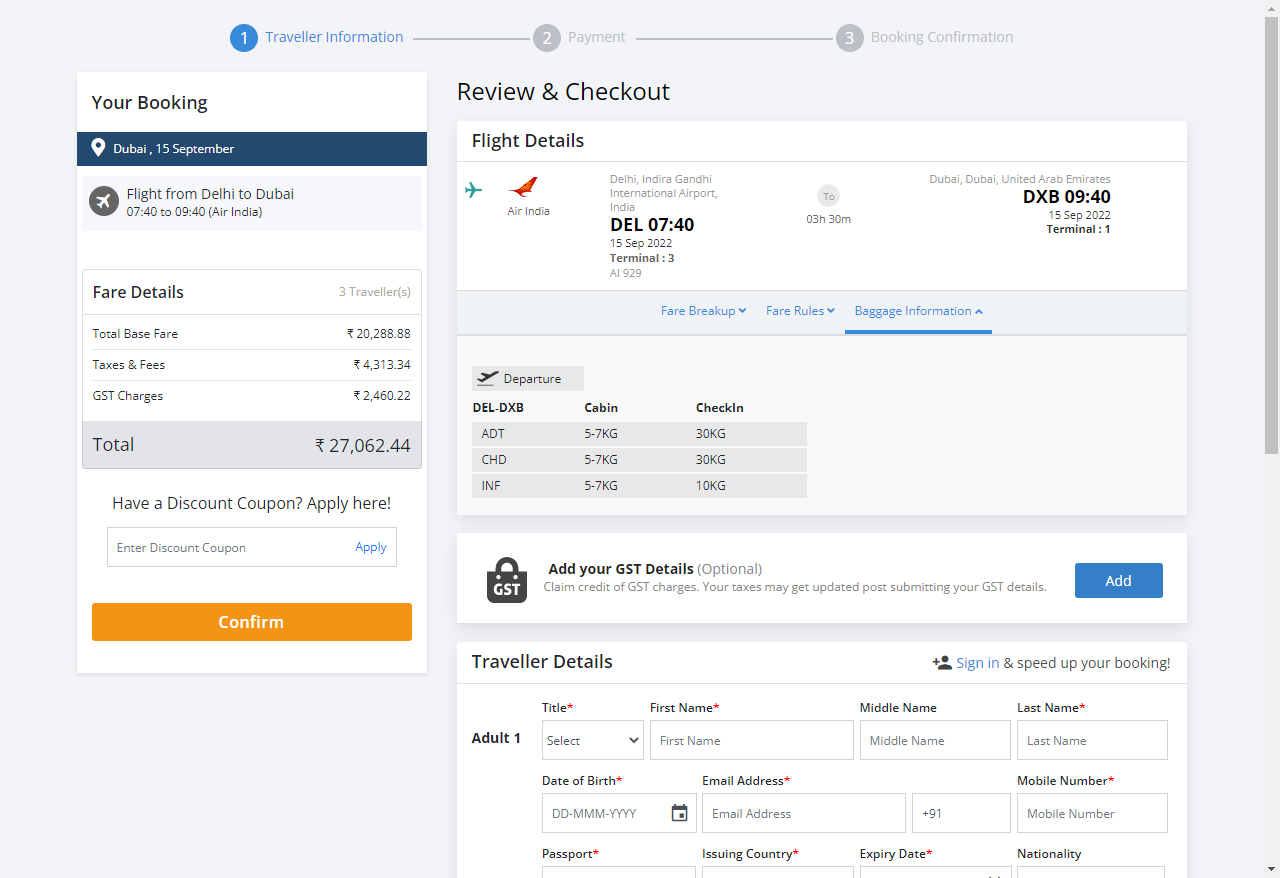 1 Traveller Information
2 Payment
3 Booking Confirmation
Your Booking
Dubai , 15 September
Flight from Delhi to Dubai
07:40 to 09:40 (Air India)
Fare Details 3 Traveller(s)
Total Base Fare ₹ 20,288.88
Taxes & Fees ₹ 4,313.34
GST Charges ₹ 2,460.22
Total ₹ 27,062.44
Have a Discount Coupon? Apply here!
Enter Discount Coupon Apply
Confirm
Review & Checkout
Flight Details
Air India
Delhi, Indira Gandhi
International Airport,
India
DEL 07:40
15 Sep 2022
Terminal : 3
AI 929
To
03h 30m
Dubai, Dubai, United Arab Emirates
DXB 09:40
15 Sep 2022
Terminal : 1
Fare Breakup Fare Rules Baggage Information
Departure
DEL-DXB Cabin CheckIn
ADT 5-7KG 30KG
CHD 5-7KG 30KG
INF 5-7KG 10KG
GST
Add your GST Details (Optional)
Claim credit of GST charges. Your taxes may get updated post submitting your GST details.
Add
Traveller Details
Sign in & speed up your booking!
Title* First Name* Middle Name Last Name*
Adult 1 Select First Name Middle Name Last Name
Date of Birth* Email Address* Mobile Number*
DD-MMM-YYYY Email Address +91 Mobile Number
Passport* Issuing Country* Expiry Date* Nationality